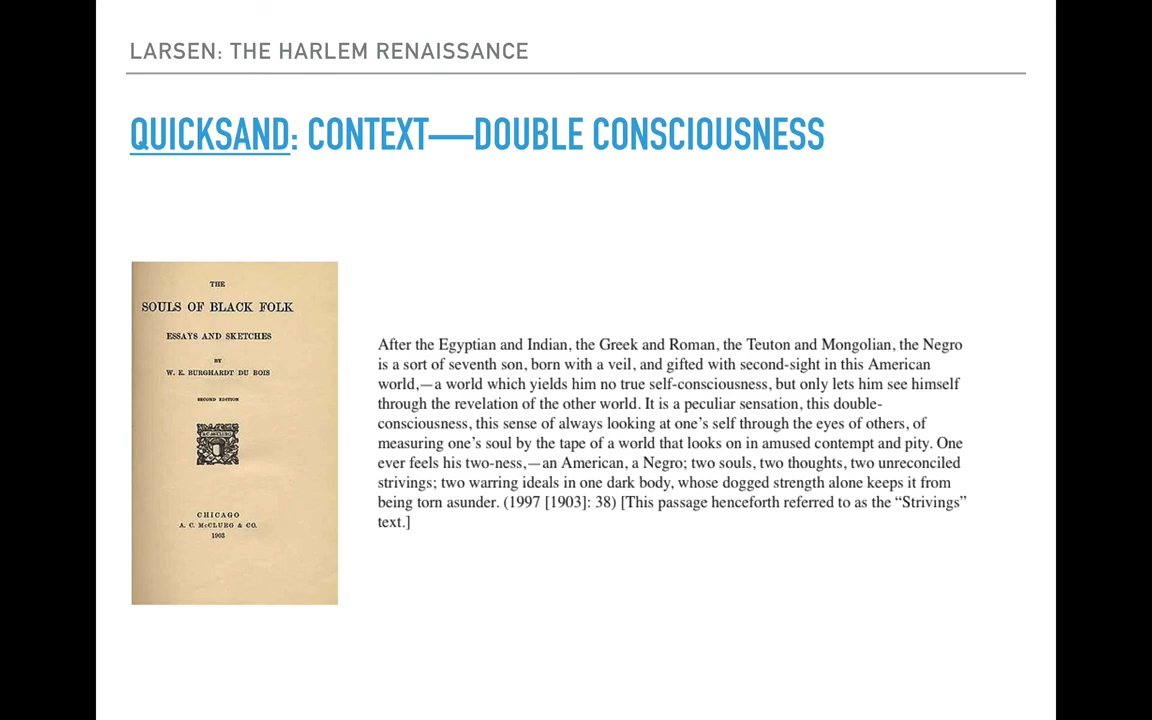 LARSEN: THE HARLEM RENAISSANCE
QUICKSAND: CONTEXT—DOUBLE CONSCIOUSNESS
THE
SOULS OF BLACK FOLK
ESSAYS AND SKETCHES
BY
W. E. BURGHARDT DU BOIS
SECOND EDITION
CHICAGO
A. C. McCLURG & CO.
1903
After the Egyptian and Indian, the Greek and Roman, the Teuton and Mongolian, the Negro
is a sort of seventh son, born with a veil, and gifted with second-sight in this American
world,—a world which yields him no true self-consciousness, but only lets him see himself
through the revelation of the other world. It is a peculiar sensation, this double-
consciousness, this sense of always looking at one’s self through the eyes of others, of
measuring one’s soul by the tape of a world that looks on in amused contempt and pity. One
ever feels his two-ness,—an American, a Negro; two souls, two thoughts, two unreconciled
strivings; two warring ideals in one dark body, whose dogged strength alone keeps it from
being torn asunder. (1997 [1903]: 38) [This passage henceforth referred to as the “Strivings”
text.]